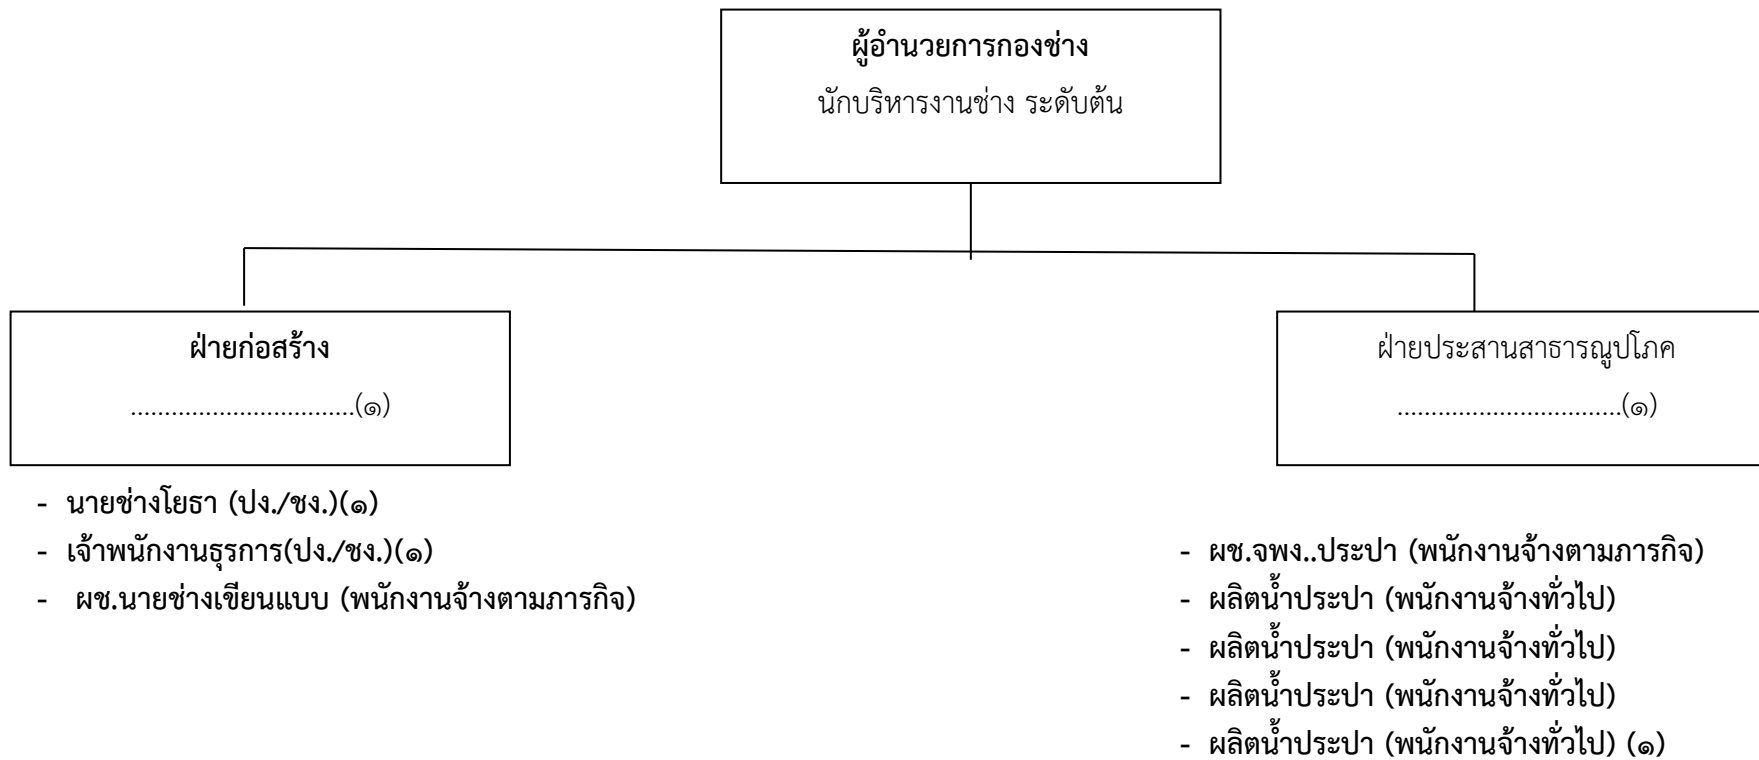 ผู้อำนวยการกองช่าง
นักบริหารงานช่าง ระดับต้น
ฝ่ายก่อสร้าง
.................................(๑)
ฝ่ายประสานสาธารณูปโภค
.................................(๑)
- นายช่างโยธา (ปง./ชง.)(๑)
- เจ้าพนักงานธุรการ(ปง./ชง.)(๑)
- ผช.นายช่างเขียนแบบ (พนักงานจ้างตามภารกิจ)
- ผช.จพง..ประปา (พนักงานจ้างตามภารกิจ)
- ผลิตน้ำประปา (พนักงานจ้างทั่วไป)
- ผลิตน้ำประปา (พนักงานจ้างทั่วไป)
- ผลิตน้ำประปา (พนักงานจ้างทั่วไป)
- ผลิตน้ำประปา (พนักงานจ้างทั่วไป) (๑)